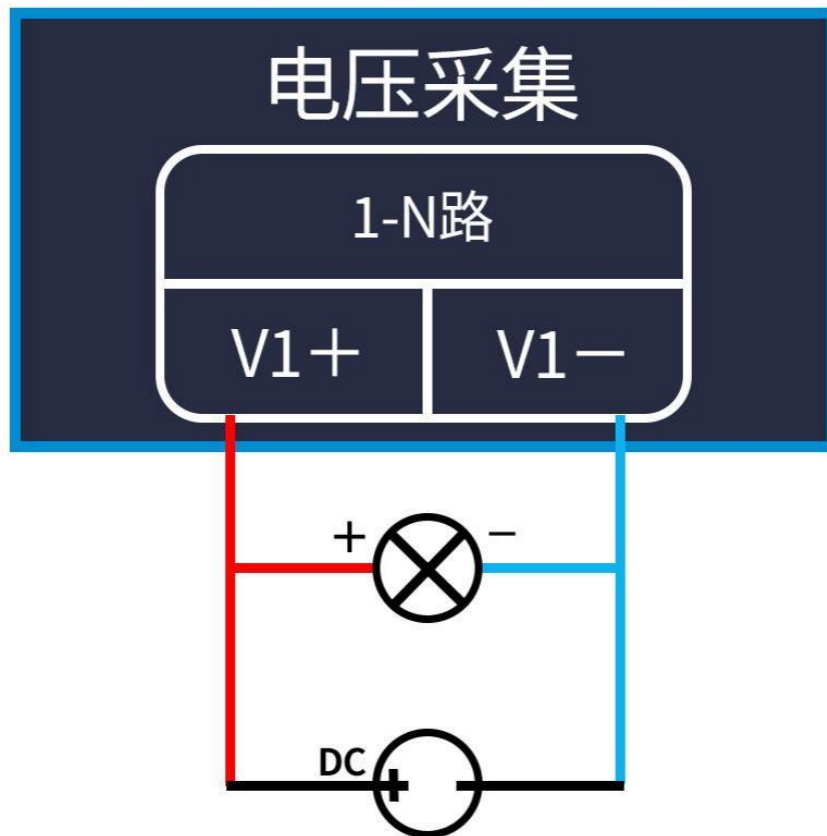 电压采集
1-N路
V1+ V1-
+ -
DC
+ -